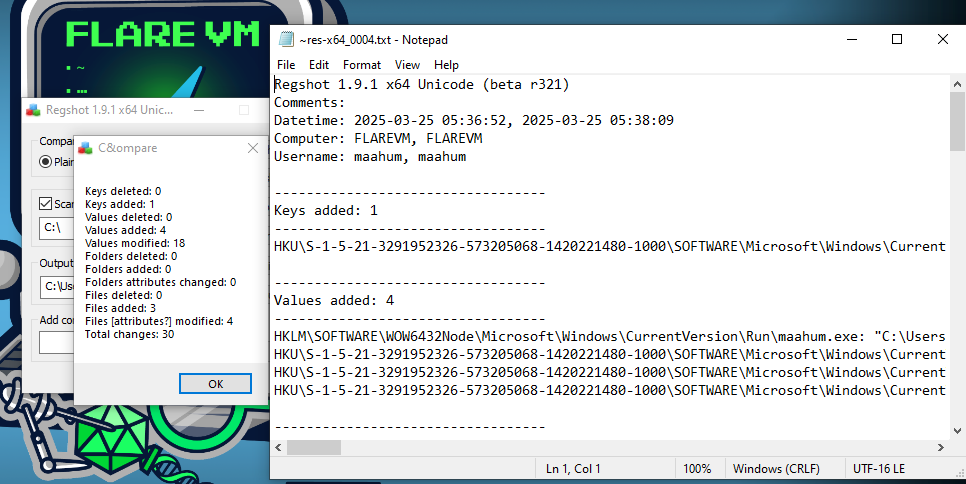 FLARE VM
~
Regshot 1.9.1 x64 Unic...
Compa
Plain
Scan
C:\
Output
C:\Use
Add co
C&ompare
Keys deleted: 0
Keys added: 1
Values deleted: 0
Values added: 4
Values modified: 18
Folders deleted: 0
Folders added: 0
Folders attributes changed: 0
Files deleted: 0
Files added: 3
Files [attributes?] modified: 4
Total changes: 30
OK
~res-x64_0004.txt - Notepad
File Edit Format View Help
Regshot 1.9.1 x64 Unicode (beta r321)
Comments:
Datetime: 2025-03-25 05:36:52, 2025-03-25 05:38:09
Computer: FLAREVM, FLAREVM
Username: maahum, maahum
----------------------------------
Keys added: 1
----------------------------------
HKU\S-1-5-21-3291952326-573205068-1420221480-1000\SOFTWARE\Microsoft\Windows\Current
----------------------------------
Values added: 4
----------------------------------
HKLM\SOFTWARE\WOW6432Node\Microsoft\Windows\CurrentVersion\Run\maahum.exe: "C:\Users
HKU\S-1-5-21-3291952326-573205068-1420221480-1000\SOFTWARE\Microsoft\Windows\Current
HKU\S-1-5-21-3291952326-573205068-1420221480-1000\SOFTWARE\Microsoft\Windows\Current
HKU\S-1-5-21-3291952326-573205068-1420221480-1000\SOFTWARE\Microsoft\Windows\Current
----------------------------------
Ln 1, Col 1 100% Windows (CRLF) UTF-16 LE